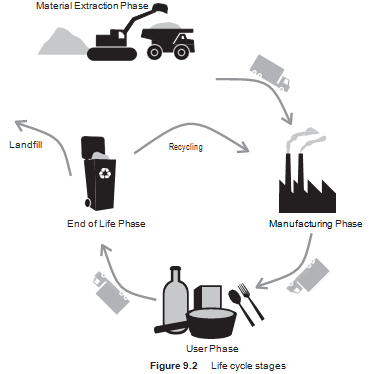 Material Extraction Phase
Landfill
Recycling
End of Life Phase
Manufacturing Phase
User Phase
Figure 9.2 Life cycle stages